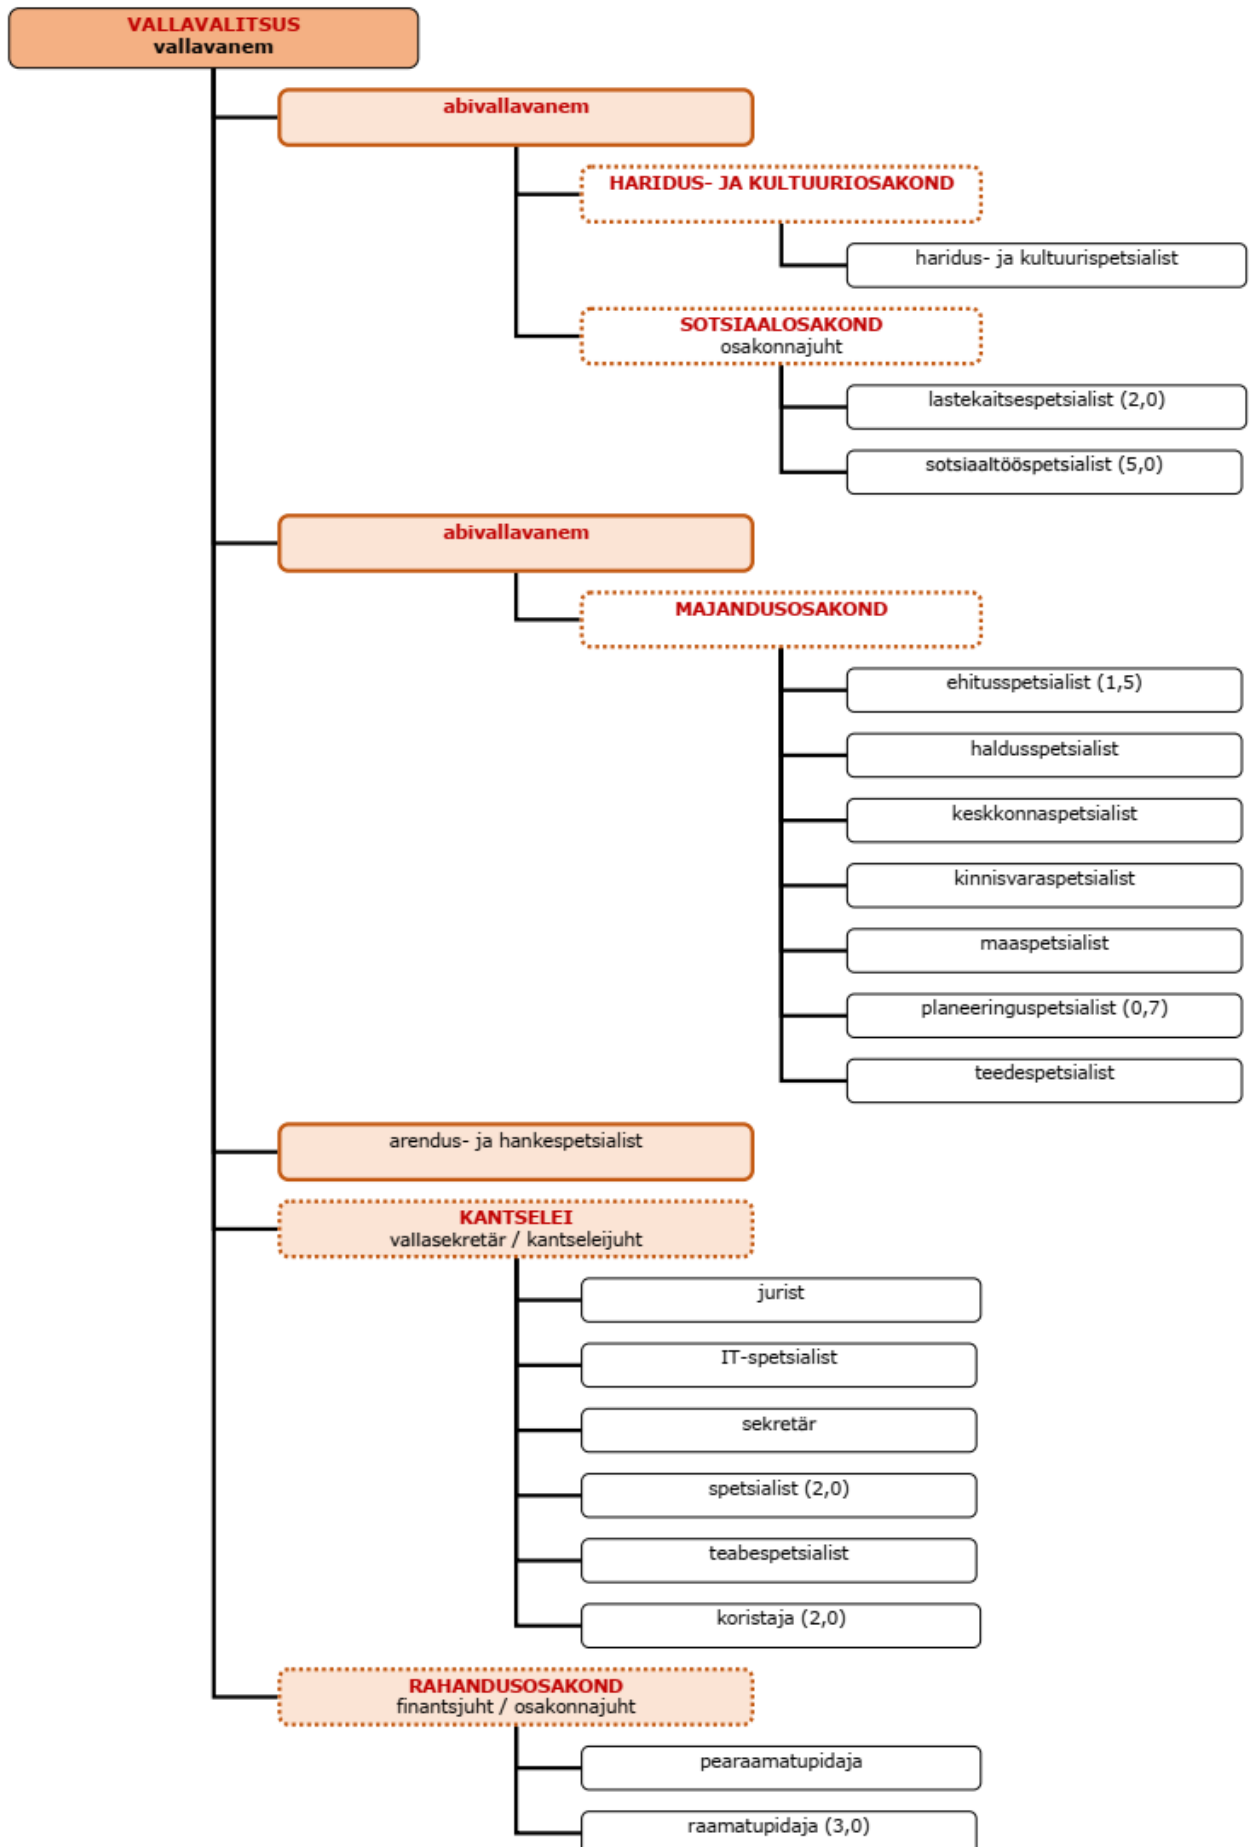 VALLAVALITSUS
vallavanem
abivallavanem
HARIDUS- JA KULTUURIOSAKOND
haridus- ja kultuurispetsialist
SOTSIAALOSAKOND
osakonnajuht
lastekaitsespetsialist (2,0)
sotsiaaltööspetsialist (5,0)
abivallavanem
MAJANDUSOSAKOND
ehitusspetsialist (1,5)
haldusspetsialist
keskkonnaspetsialist
kinnisvaraspetsialist
maaspetsialist
planeeringuspetsialist (0,7)
teedespetsialist
arendus- ja hankespetsialist
KANTSELEI
vallasekretär / kantseleijuht
jurist
IT-spetsialist
sekretär
spetsialist (2,0)
teabespetsialist
koristaja (2,0)
RAHANDUSOSAKOND
finantsjuht / osakonnajuht
pearaamatupidaja
raamatupidaja (3,0)